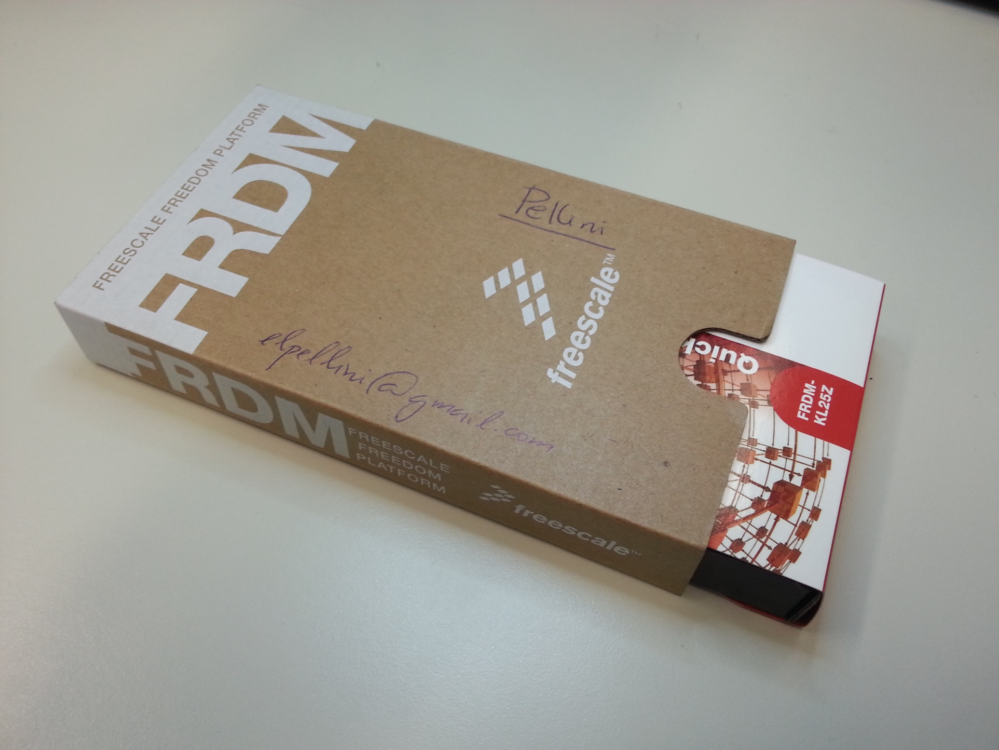 FREESCALE FREEDOM PLATFORM
FRDM
Pellini
freescale™
elpellini@gmail.com
FRDM
FREESCALE
FREEDOM
PLATFORM
freescale™
Quick
FRDM-
KL25Z